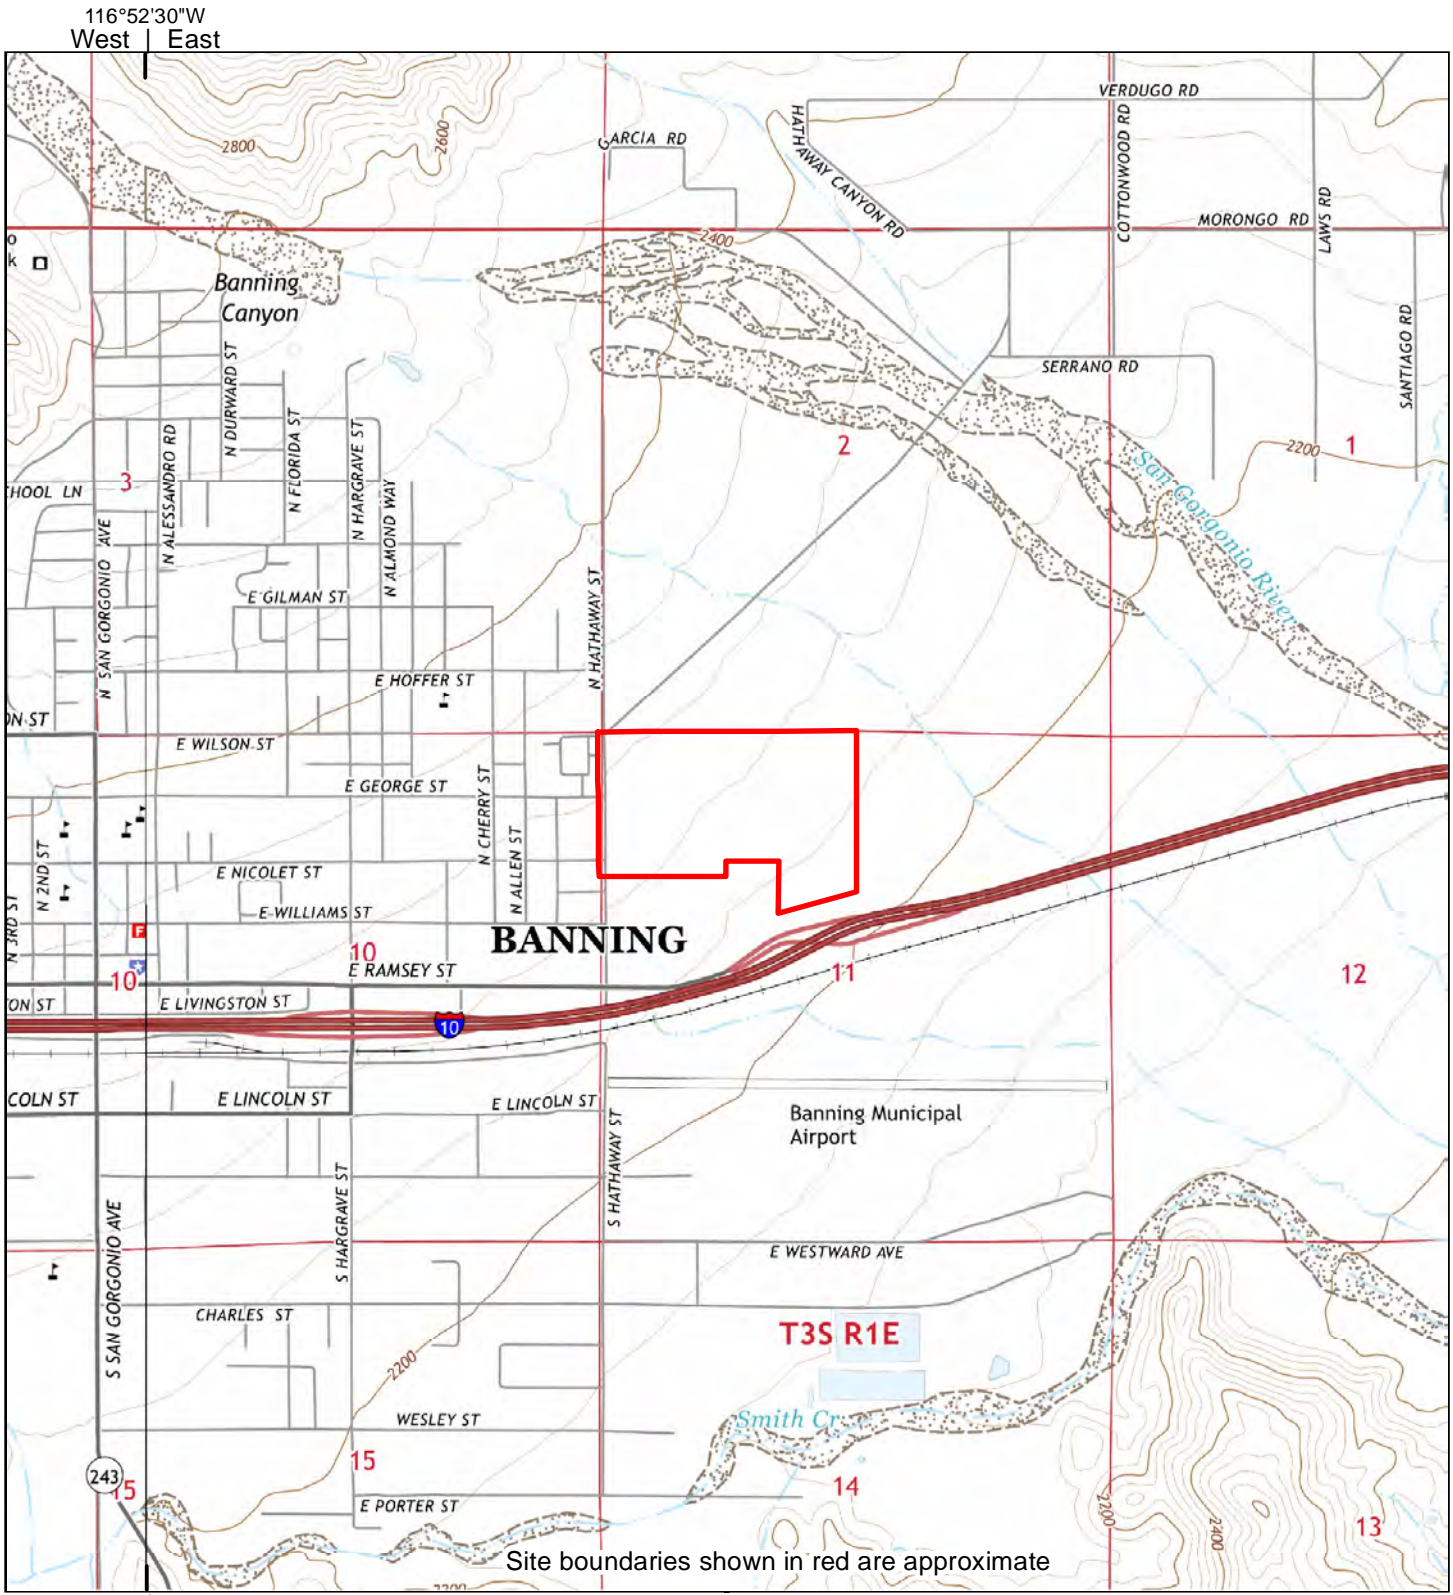 116°52'30"W
West | East
VERDUGO RD
2800
2600
GARCIA RD
HATHAWAY CANYON RD
COTTONWOOD RD
LAWS RD
MORONGO RD
2400
o
k
Banning
Canyon
SANTIAGO RD
SERRANO RD
N DURWARD ST
N FLORIDA ST
N HARGRAVE ST
N ALESSANDRO RD
N ALMOND WAY
2
2200
1
San Gorgonio River
3
CHOOL LN
N SAN GORGONIO AVE
N HATHAWAY ST
E GILMAN ST
E HOFFER ST
ON ST
E WILSON ST
E GEORGE ST
N CHERRY ST
N ALLEN ST
N 2ND ST
N 3RD ST
E NICOLET ST
E WILLIAMS ST
F
BANNING
10
10
E RAMSEY ST
11
12
ON ST
E LIVINGSTON ST
10
COLN ST
E LINCOLN ST
E LINCOLN ST
Banning Municipal
Airport
S HATHAWAY ST
S HARGRAVE ST
S SAN GORGONIO AVE
E WESTWARD AVE
CHARLES ST
T3S R1E
2200
WESLEY ST
Smith Cr
243
15
15
14
E PORTER ST
2200
2400
13
Site boundaries shown in red are approximate
2200